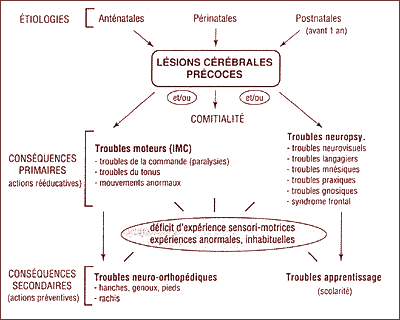 ÉTIOLOGIES
Anténatales
Périnatales
Postnatales
(avant 1 an)
LÉSIONS CÉRÉBRALES
PRÉCOCES
et/ou
et/ou
COMITIALITÉ
CONSÉQUENCES
PRIMAIRES
(actions rééducatives)
Troubles moteurs (IMC)
- troubles de la commande (paralysies)
- troubles du tonus
- mouvements anormaux
Troubles neuropsy.
- troubles neurovisuels
- troubles langagiers
- troubles mnésiques
- troubles praxiques
- troubles gnosiques
- syndrome frontal
déficit d'expérience sensori-motrices
expériences anormales, inhabituelles
CONSÉQUENCES
SECONDAIRES
(actions préventives)
Troubles neuro-orthopédiques
- hanches, genoux, pieds
- rachis
Troubles apprentissage
(scolarité)